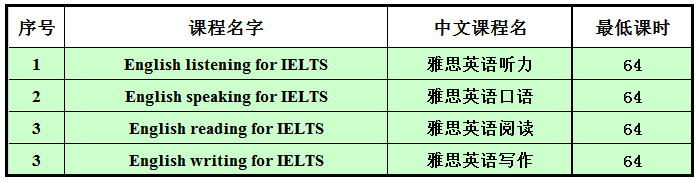 序号 课程名字 中文课程名 最低课时
1 English listening for IELTS 雅思英语听力 64
2 English speaking for IELTS 雅思英语口语 64
3 English reading for IELTS 雅思英语阅读 64
3 English writing for IELTS 雅思英语写作 64